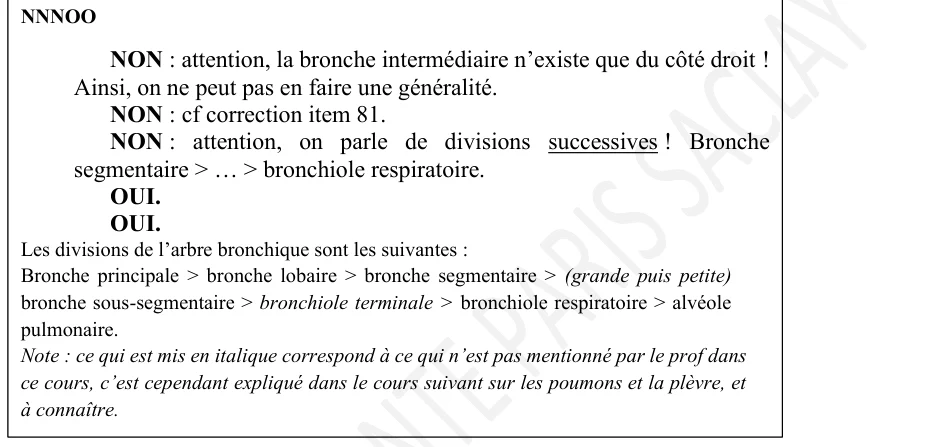 NNNOO
NON : attention, la bronche intermédiaire n’existe que du côté droit !
Ainsi, on ne peut pas en faire une généralité.
NON : cf correction item 81.
NON : attention, on parle de divisions successives ! Bronche
segmentaire > … > bronchiole respiratoire.
OUI.
OUI.
Les divisions de l’arbre bronchique sont les suivantes :
Bronche principale > bronche lobaire > bronche segmentaire > (grande puis petite)
bronche sous-segmentaire > bronchiole terminale > bronchiole respiratoire > alvéole
pulmonaire.
Note : ce qui est mis en italique correspond à ce qui n’est pas mentionné par le prof dans
ce cours, c’est cependant expliqué dans le cours suivant sur les poumons et la plèvre, et
à connaître.
NTE PARIS SACLAY